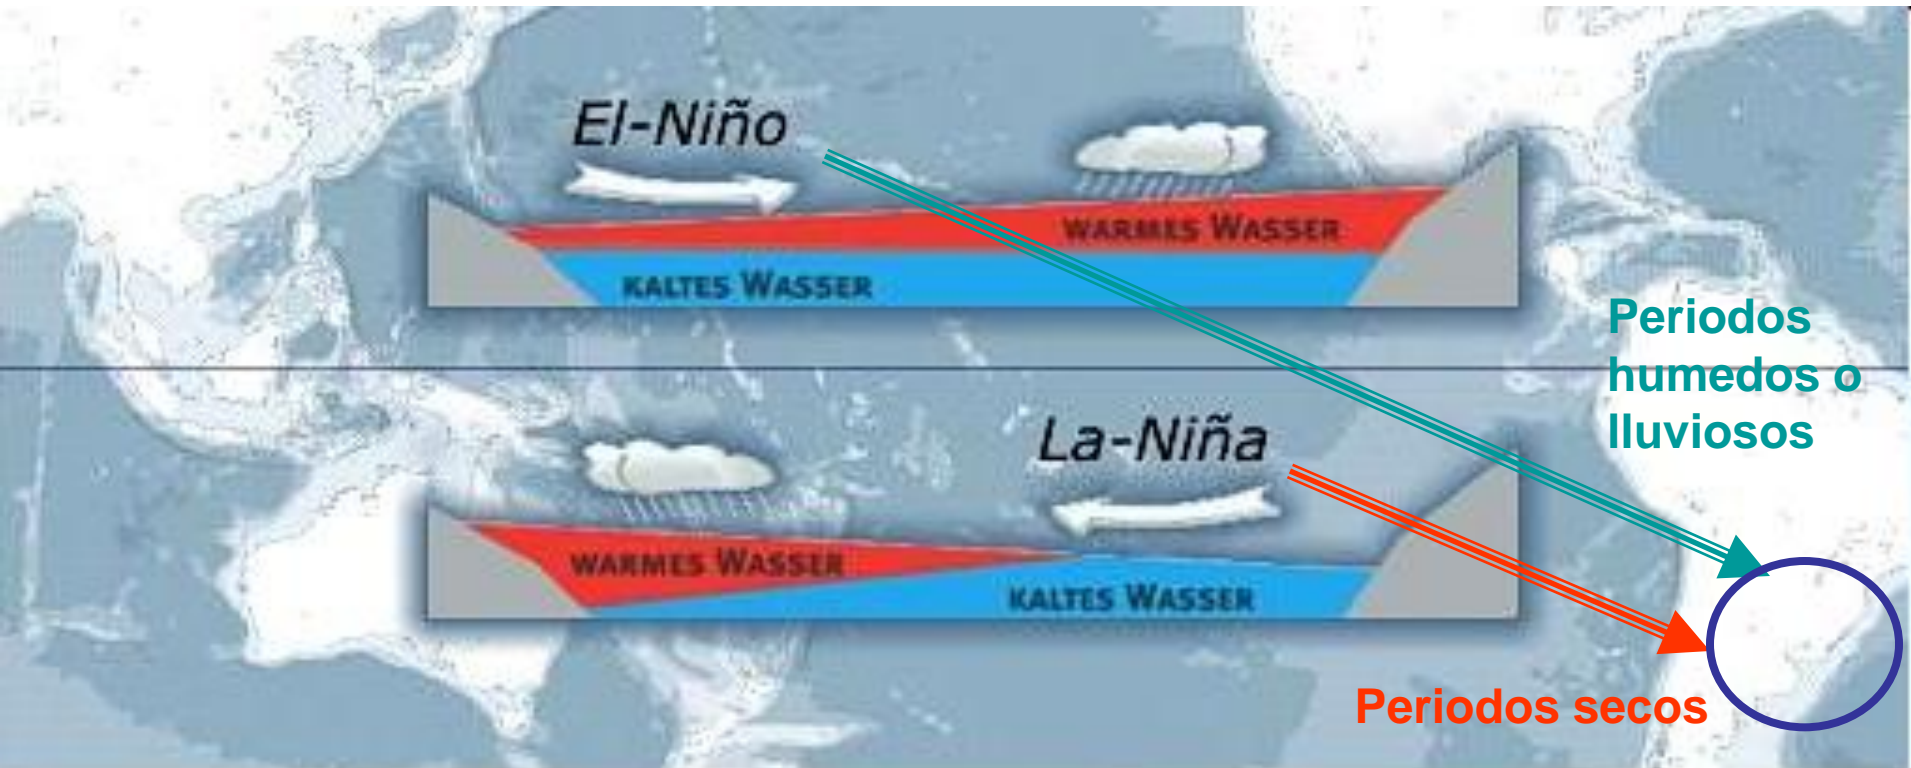 El-Niño
WARMES WASSER
KALTES WASSER
Periodos
humedos o
lluviosos
La-Niña
WARMES WASSER
KALTES WASSER
Periodos secos